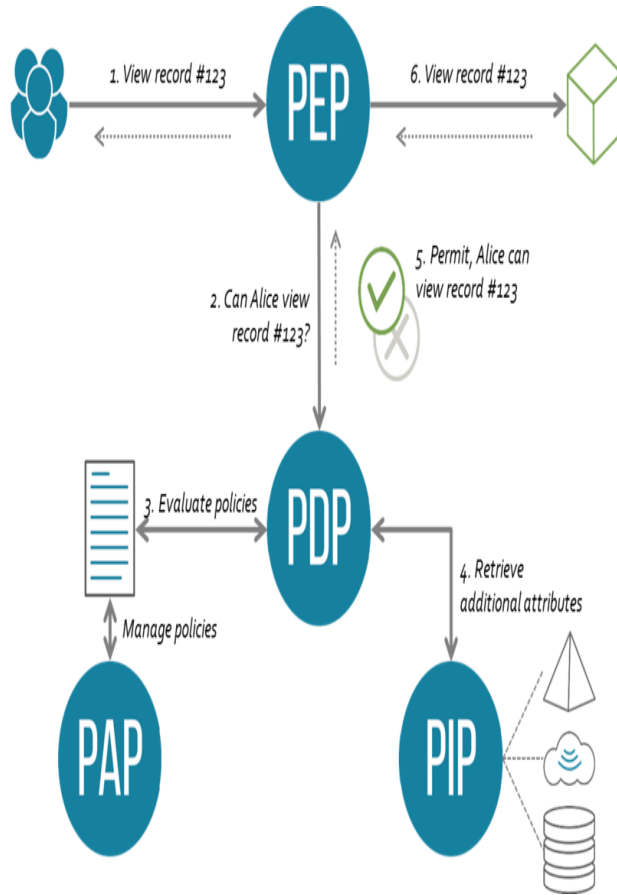 1. View record #123
PEP
6. View record #123
2. Can Alice view
record #123?
5. Permit, Alice can
view record #123
3. Evaluate policies
PDP
4. Retrieve
additional attributes
Manage policies
PAP
PIP